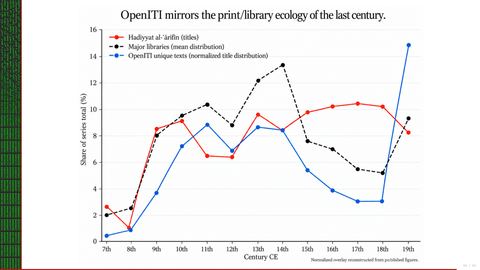 OpenITI mirrors the print/library ecology of the last century.
Hadiyyat al-ʿārifīn (titles)
Major libraries (mean distribution)
OpenITI unique texts (normalized title distribution)
Share of series total (%)
16
14
12
10
8
6
4
2
0
7th 8th 9th 10th 11th 12th 13th 14th 15th 16th 17th 18th 19th
Century CE
Normalized overlay reconstructed from published figures.